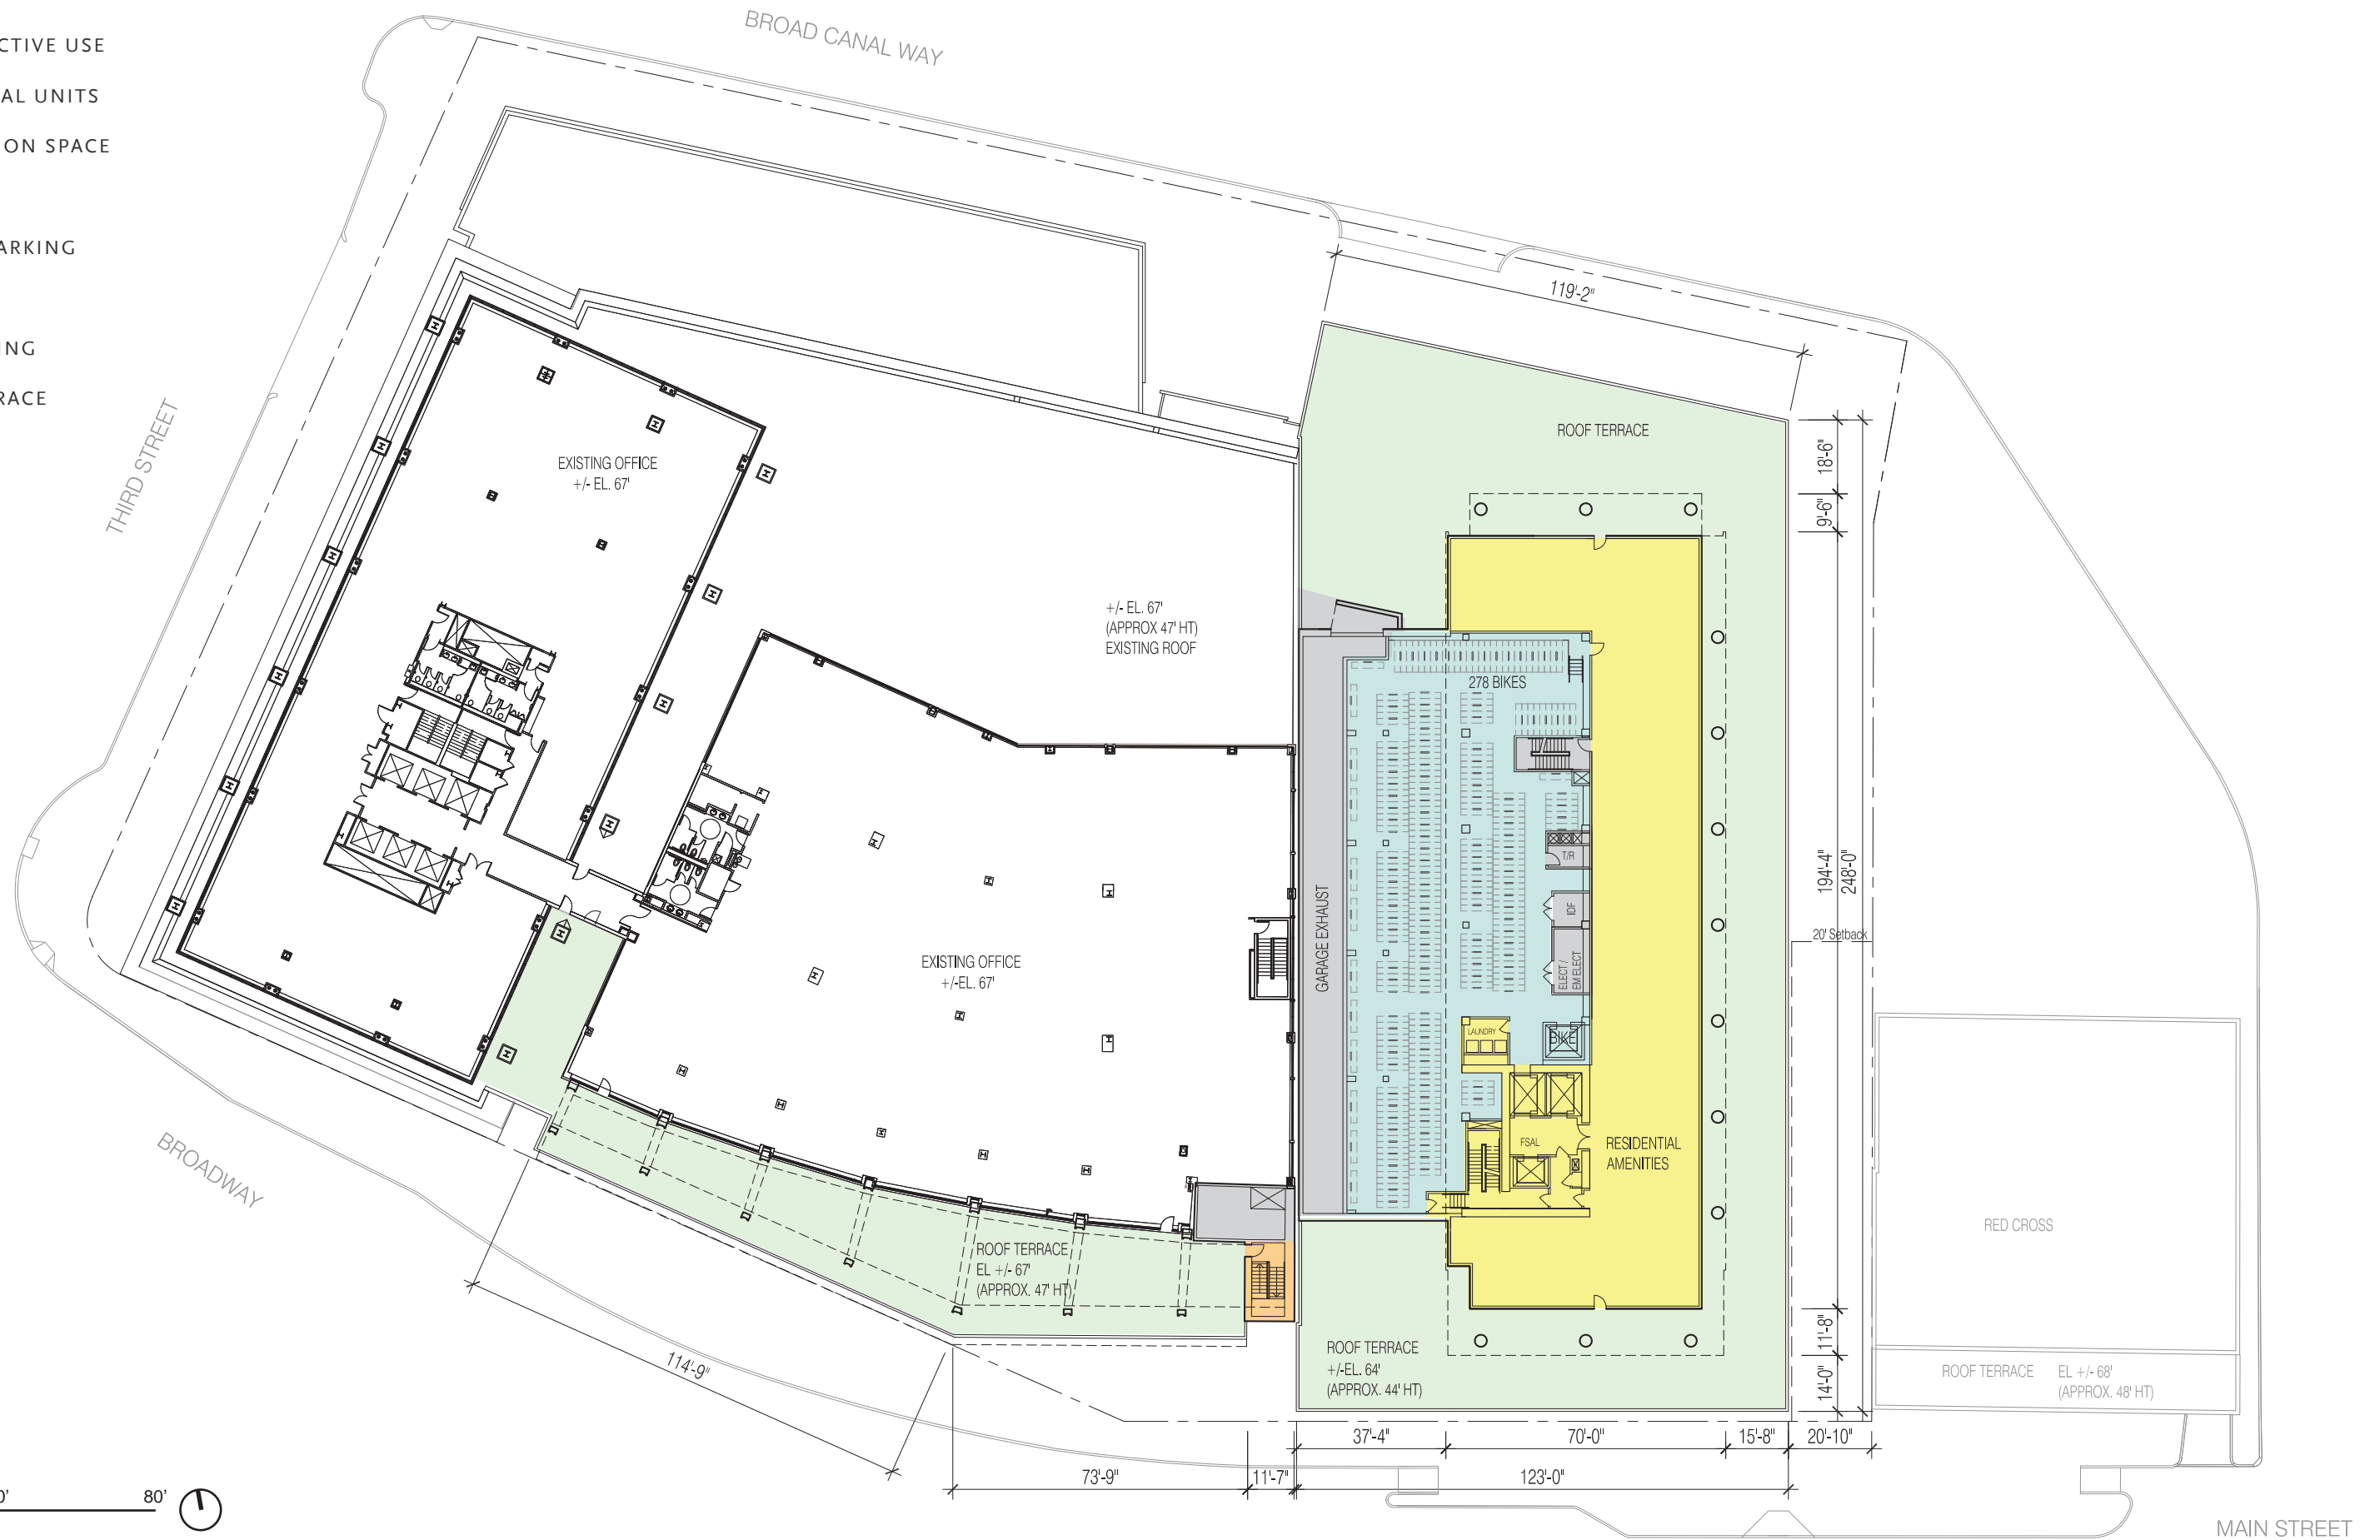 BROAD CANAL WAY
CTIVE USE
AL UNITS
ON SPACE
ARKING
ING
RACE
THIRD STREET
119'-2"
ROOF TERRACE
EXISTING OFFICE
+/- EL. 67'
18'-6"
9'-6"
+/- EL. 67'
(APPROX 47' HT)
EXISTING ROOF
278 BIKES
T/R
IDF
ELECT /
EM ELECT
194'-4"
248'-0"
20' Setback
GARAGE EXHAUST
EXISTING OFFICE
+/-EL. 67'
LAUNDRY
BIKE
FSAL
RESIDENTIAL
AMENITIES
BROADWAY
RED CROSS
ROOF TERRACE
EL +/- 67'
(APPROX. 47' HT)
ROOF TERRACE
+/-EL. 64'
(APPROX. 44' HT)
11'-8"
14'-0"
ROOF TERRACE EL +/- 68'
(APPROX. 48' HT)
114'-9"
37'-4" 70'-0" 15'-8" 20'-10"
73'-9" 11'-7" 123'-0"
0' 80'
MAIN STREET